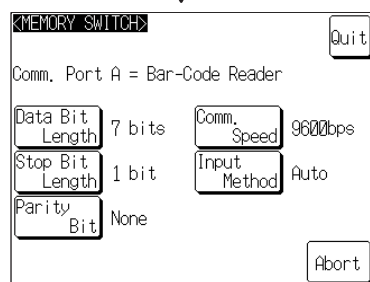 <MEMORY SWITCH>
Quit
Comm. Port A = Bar-Code Reader
Data Bit Length 7 bits
Comm. Speed 9600bps
Stop Bit Length 1 bit
Input Method Auto
Parity Bit None
Abort